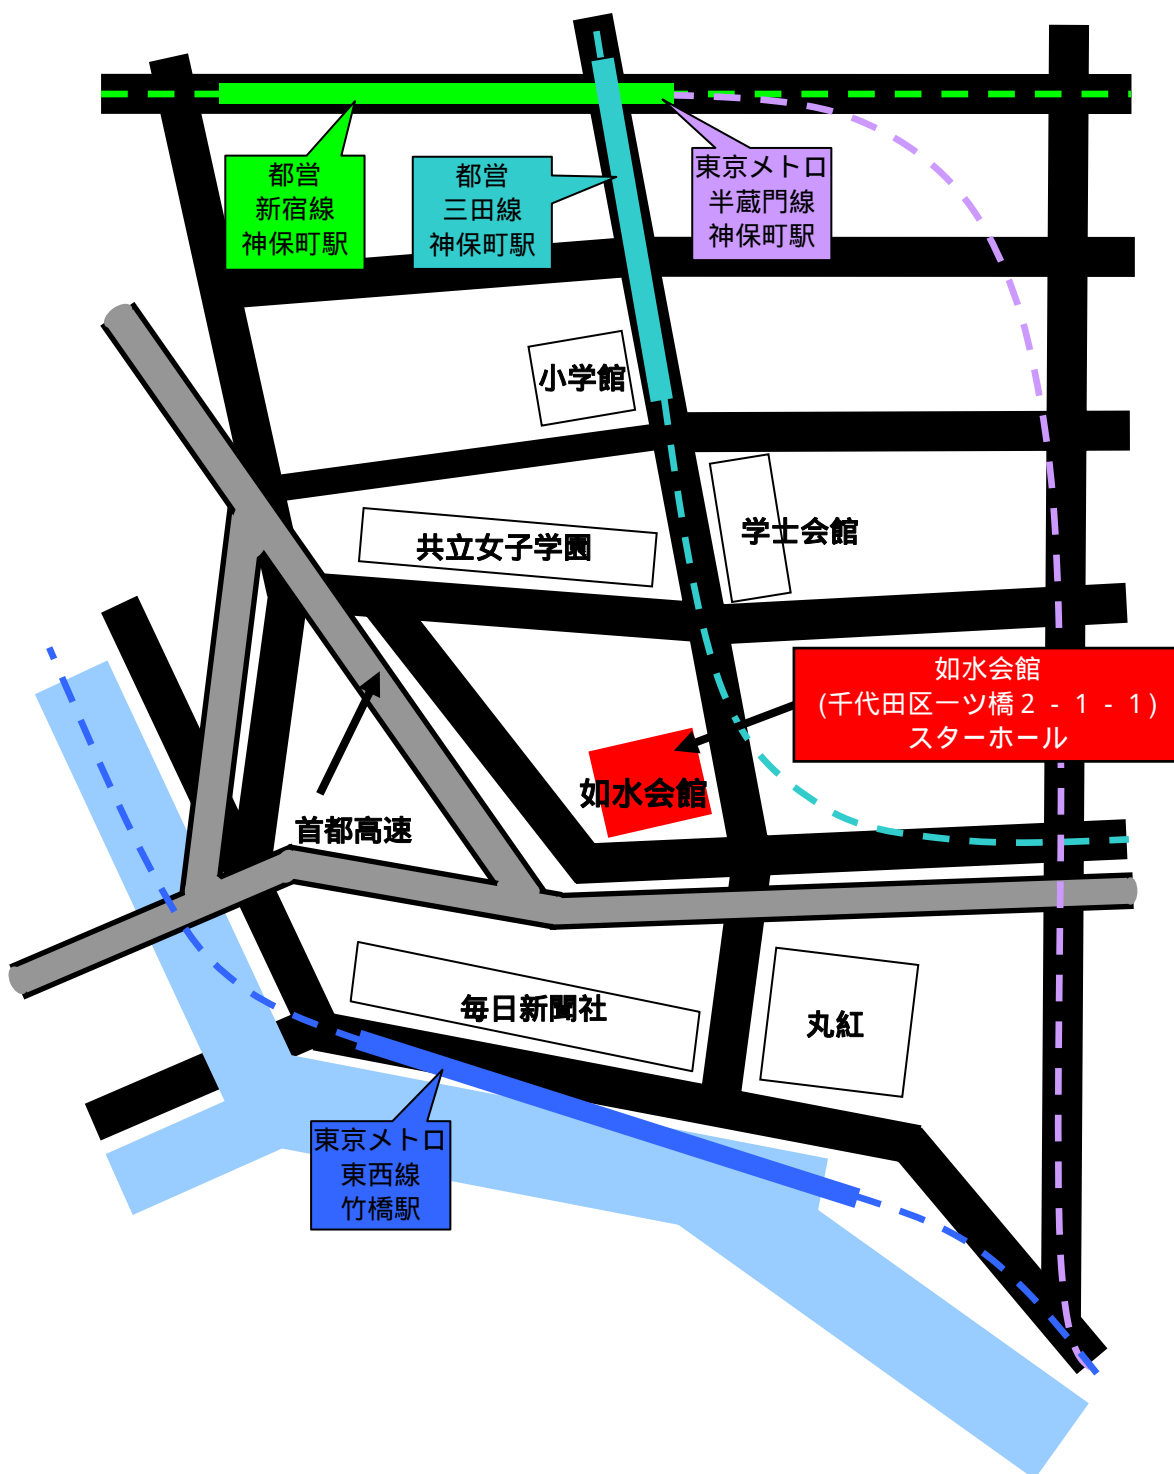 都営
新宿線
神保町駅
都営
三田線
神保町駅
東京メトロ
半蔵門線
神保町駅
小学館
学士会館
共立女子学園
如水会館
(千代田区一ツ橋2-1-1)
スターホール
如水会館
首都高速
毎日新聞社
丸紅
東京メトロ
東西線
竹橋駅